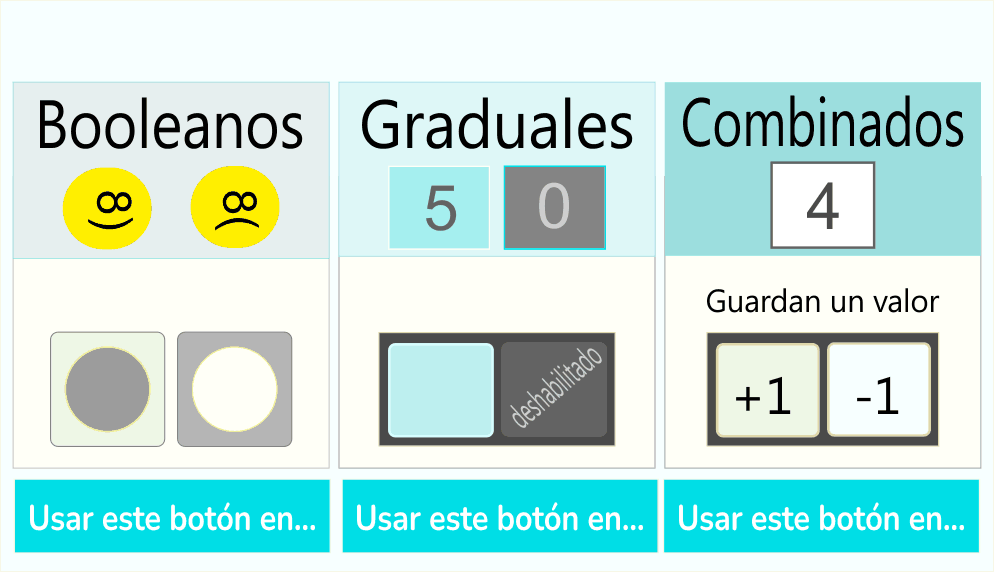 Booleanos
Graduales
Combinados
5
0
4
Guardan un valor
deshabilitado
+1
-1
Usar este botón en...
Usar este botón en...
Usar este botón en...